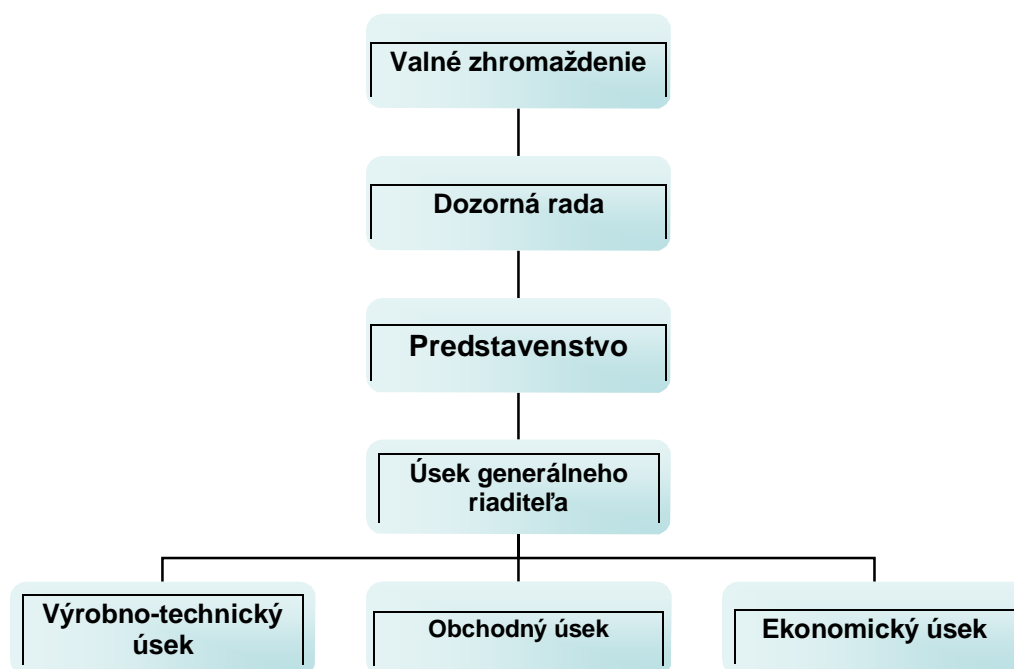 Valné zhromaždenie
Dozorná rada
Predstavenstvo
Úsek generálneho
riaditeľa
Výrobno-technický
úsek
Obchodný úsek
Ekonomický úsek